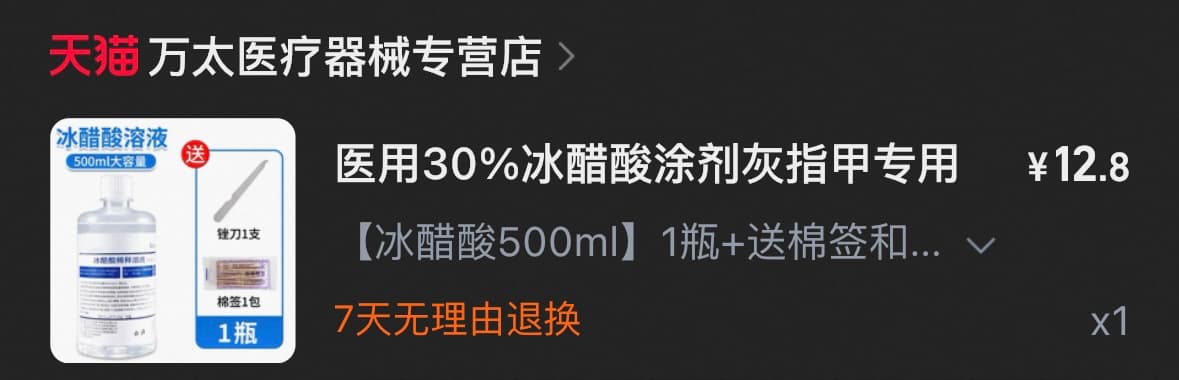 天猫 万太医疗器械专营店
冰醋酸溶液
500ml大容量
送
锉刀1支
棉签1包
1瓶
医用30%冰醋酸涂剂灰指甲专用
¥12.8
【冰醋酸500ml】1瓶+送棉签和...
7天无理由退换
x1